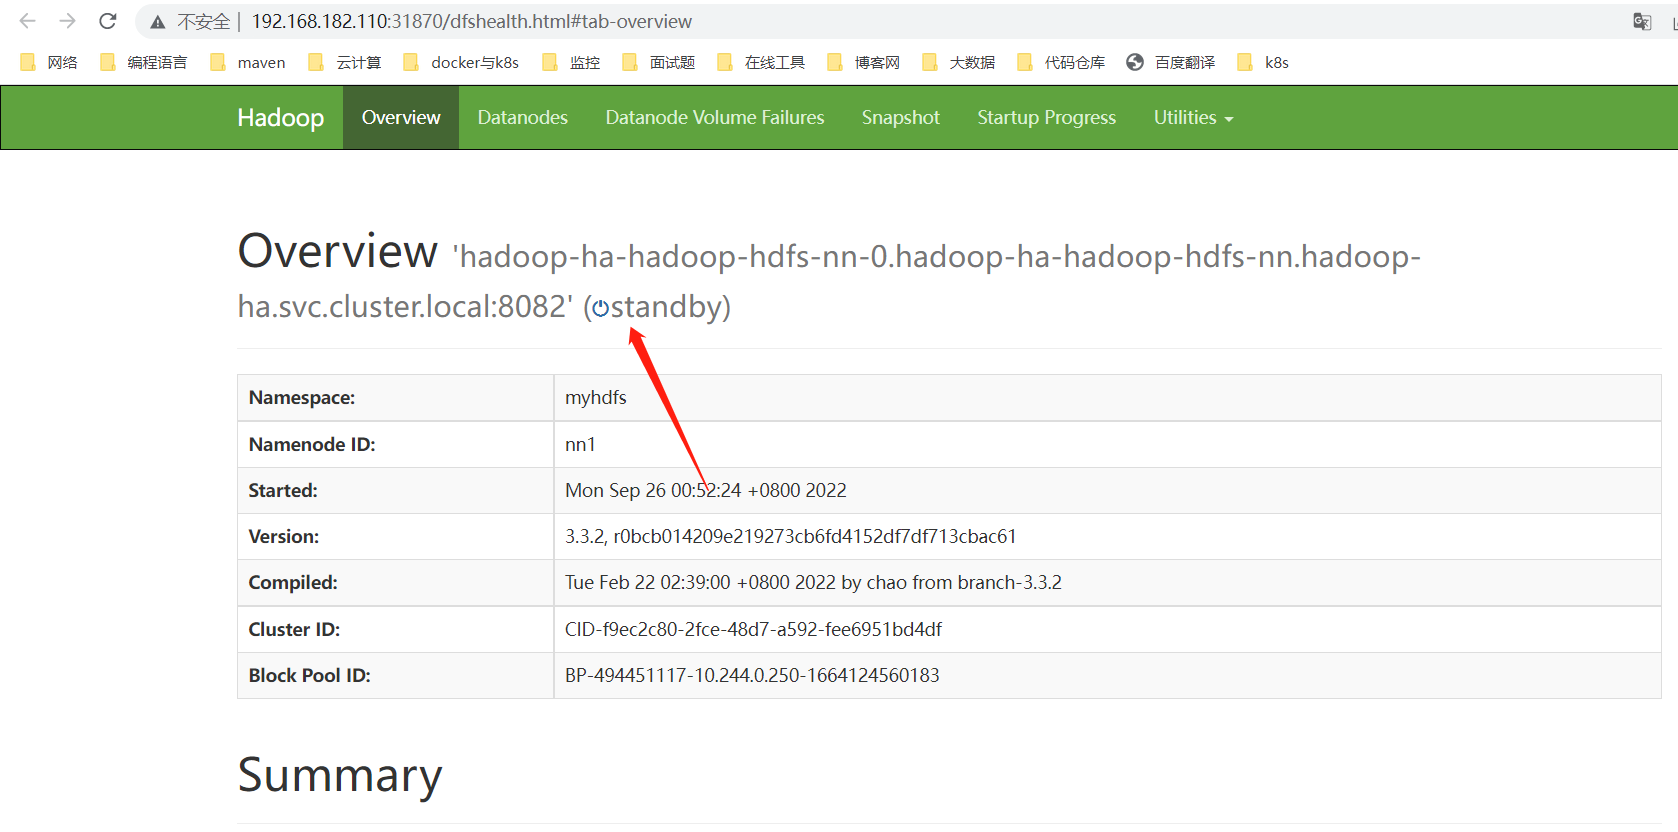 不安全 | 192.168.182.110:31870/dfshealth.html#tab-overview
网络 编程语言 maven 云计算 docker与k8s 监控 面试题 在线工具 博客网 大数据 代码仓库 百度翻译 k8s
Hadoop Overview Datanodes Datanode Volume Failures Snapshot Startup Progress Utilities
Overview 'hadoop-ha-hadoop-hdfs-nn-0.hadoop-ha-hadoop-hdfs-nn.hadoop-
ha.svc.cluster.local:8082' (standby)
Namespace: myhdfs
Namenode ID: nn1
Started: Mon Sep 26 00:52:24 +0800 2022
Version: 3.3.2, r0bcb014209e219273cb6fd4152df7df713cbac61
Compiled: Tue Feb 22 02:39:00 +0800 2022 by chao from branch-3.3.2
Cluster ID: CID-f9ec2c80-2fce-48d7-a592-fee6951bd4df
Block Pool ID: BP-494451117-10.244.0.250-1664124560183
Summary